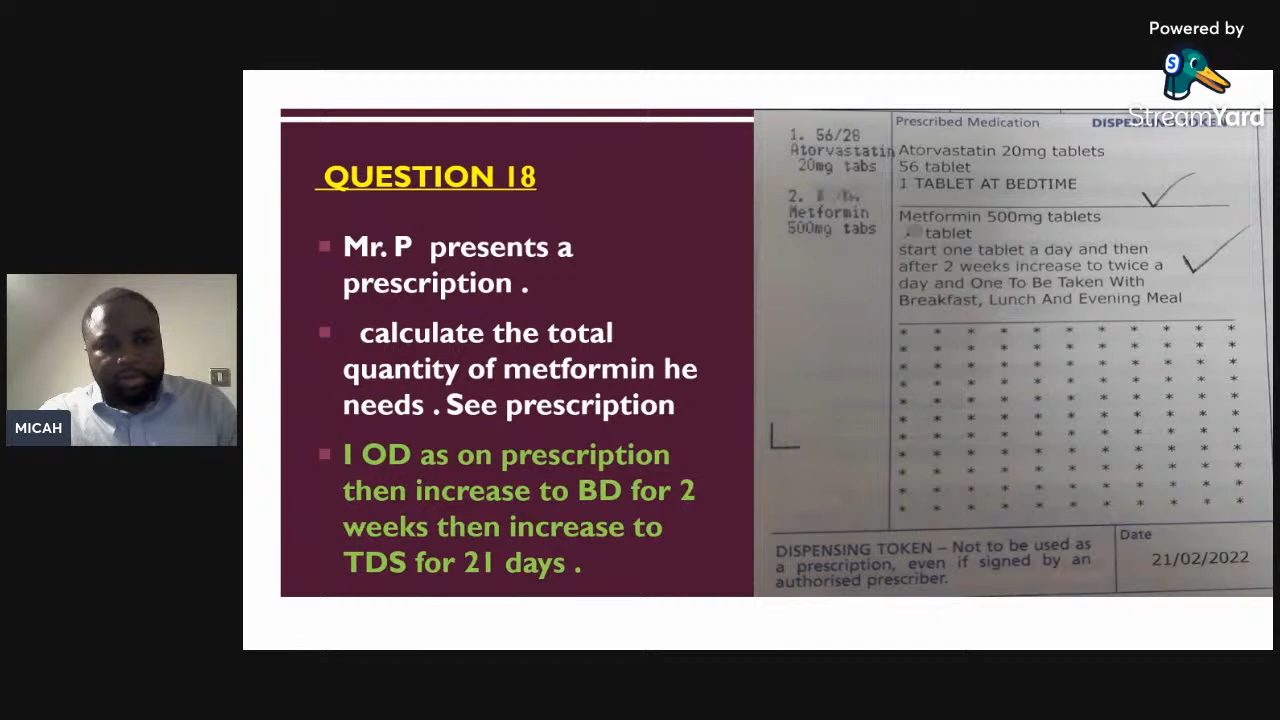 Powered by
StreamYard
QUESTION 18
Mr. P presents a
prescription .
calculate the total
quantity of metformin he
needs . See prescription
1 OD as on prescription
then increase to BD for 2
weeks then increase to
TDS for 21 days .
1. 56/28
Atorvastatin
20mg tabs
2.
Metformin
500mg tabs
Prescribed Medication DISPENSING TOKEN
Atorvastatin 20mg tablets
56 tablet
1 TABLET AT BEDTIME
Metformin 500mg tablets
tablet
start one tablet a day and then
after 2 weeks increase to twice a
day and One To Be Taken With
Breakfast, Lunch And Evening Meal
* * * * * * * * * * *
* * * * * * * * * * *
* * * * * * * * * * *
* * * * * * * * * * *
* * * * * * * * * * *
* * * * * * * * * * *
* * * * * * * * * * *
* * * * * * * * * * *
* * * * * * * * * * *
* * * * * * * * * * *
* * * * * * * * * * *
DISPENSING TOKEN – Not to be used as
a prescription, even if signed by an
authorised prescriber.
Date
21/02/2022
MICAH